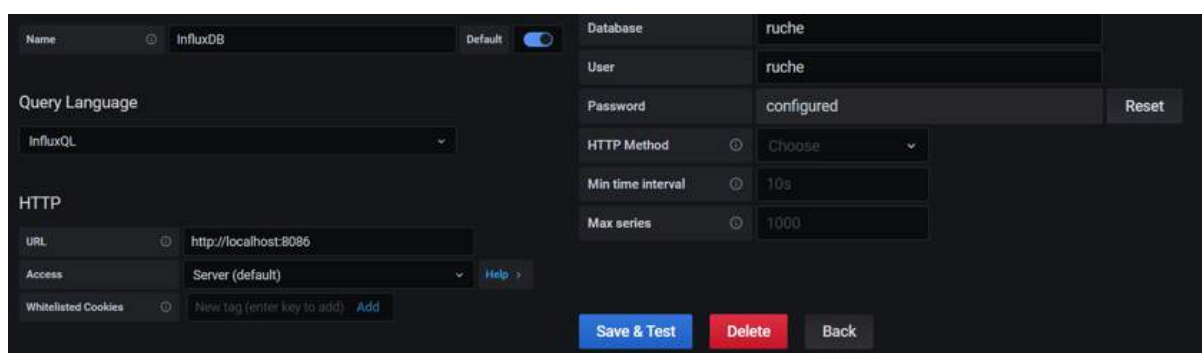 Name InfluxDB Default
Query Language
InfluxQL
HTTP
URL http://localhost:8086
Access Server (default) Help >
Whitelisted Cookies New tag (enter key to add) Add
Database ruche
User ruche
Password configured Reset
HTTP Method Choose
Min time interval 10s
Max series 1000
Save & Test Delete Back